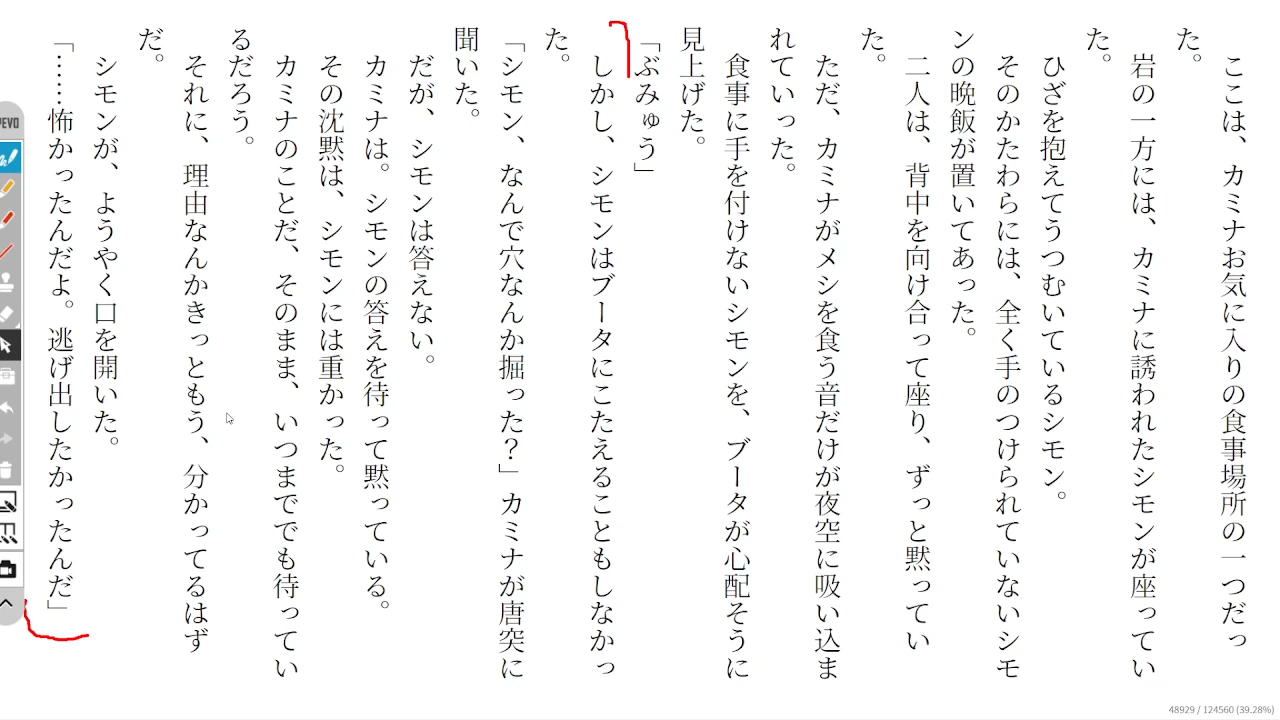 ここは、カミナお気に入りの食事場所の一つだっ
た。
岩の一方には、カミナに誘われたシモンが座ってい
た。
ひざを抱えてうつむいているシモン。
そのかたわらには、全く手のつけられていないシモ
ンの晩飯が置いてあった。
二人は、背中を向け合って座り、ずっと黙ってい
た。
ただ、カミナがメシを食う音だけが夜空に吸い込ま
れていった。
食事に手を付けないシモンを、ブータが心配そうに
見上げた。
「ぶみゅう」
しかし、シモンはブータにこたえることもしなかっ
た。
「シモン、なんで穴なんか掘った？」カミナが唐突に
聞いた。
だが、シモンは答えない。
カミナは。シモンの答えを待って黙っている。
その沈黙は、シモンには重かった。
カミナのことだ、そのまま、いつまででも待ってい
るだろう。
それに、理由なんかきっともう、分かってるはず
だ。
シモンが、ようやく口を開いた。
「……怖かったんだよ。逃げ出したかったんだ」
48929 / 124560 (39.28%)